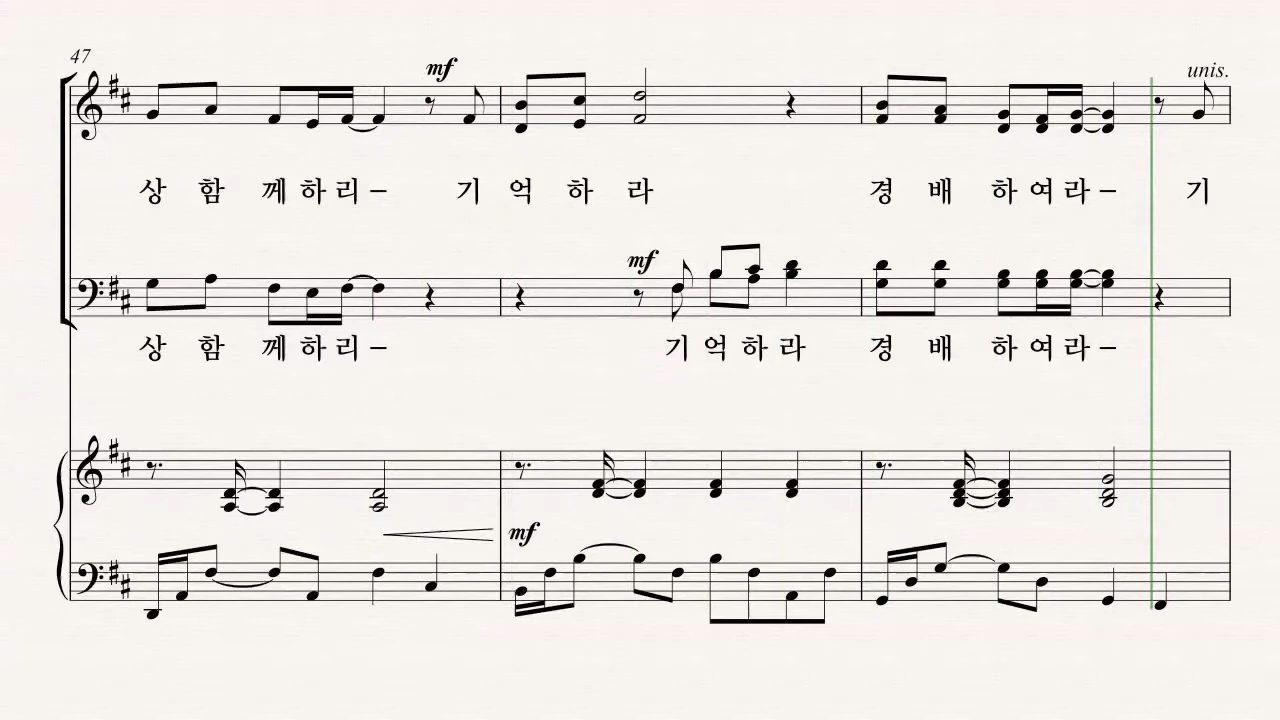 47
mf
unis.
상 함 께 하 리 – 기 억 하 라 경 배 하 여 라 – 기
mf
상 함 께 하 리 – 기 억 하 라 경 배 하 여 라 –
mf